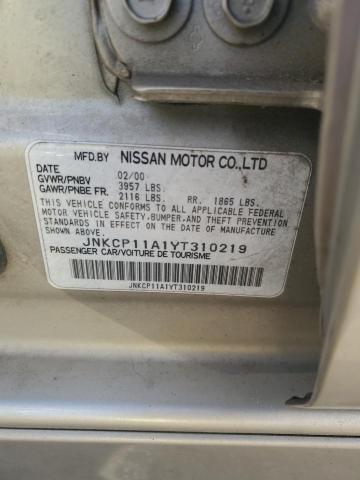 MFD.BY NISSAN MOTOR CO.,LTD
DATE 02/00
GVWR/PNBV 3957 LBS.
GAWR/PNBE FR. 2116 LBS. RR. 1865 LBS.
THIS VEHICLE CONFORMS TO ALL APPLICABLE FEDERAL
MOTOR VEHICLE SAFETY, BUMPER, AND THEFT PREVENTION
STANDARDS IN EFFECT ON THE DATE OF MANUFACTURE
SHOWN ABOVE.
JNKCP11A1YT310219
PASSENGER CAR/VOITURE DE TOURISME
JNKCP11A1YT310219